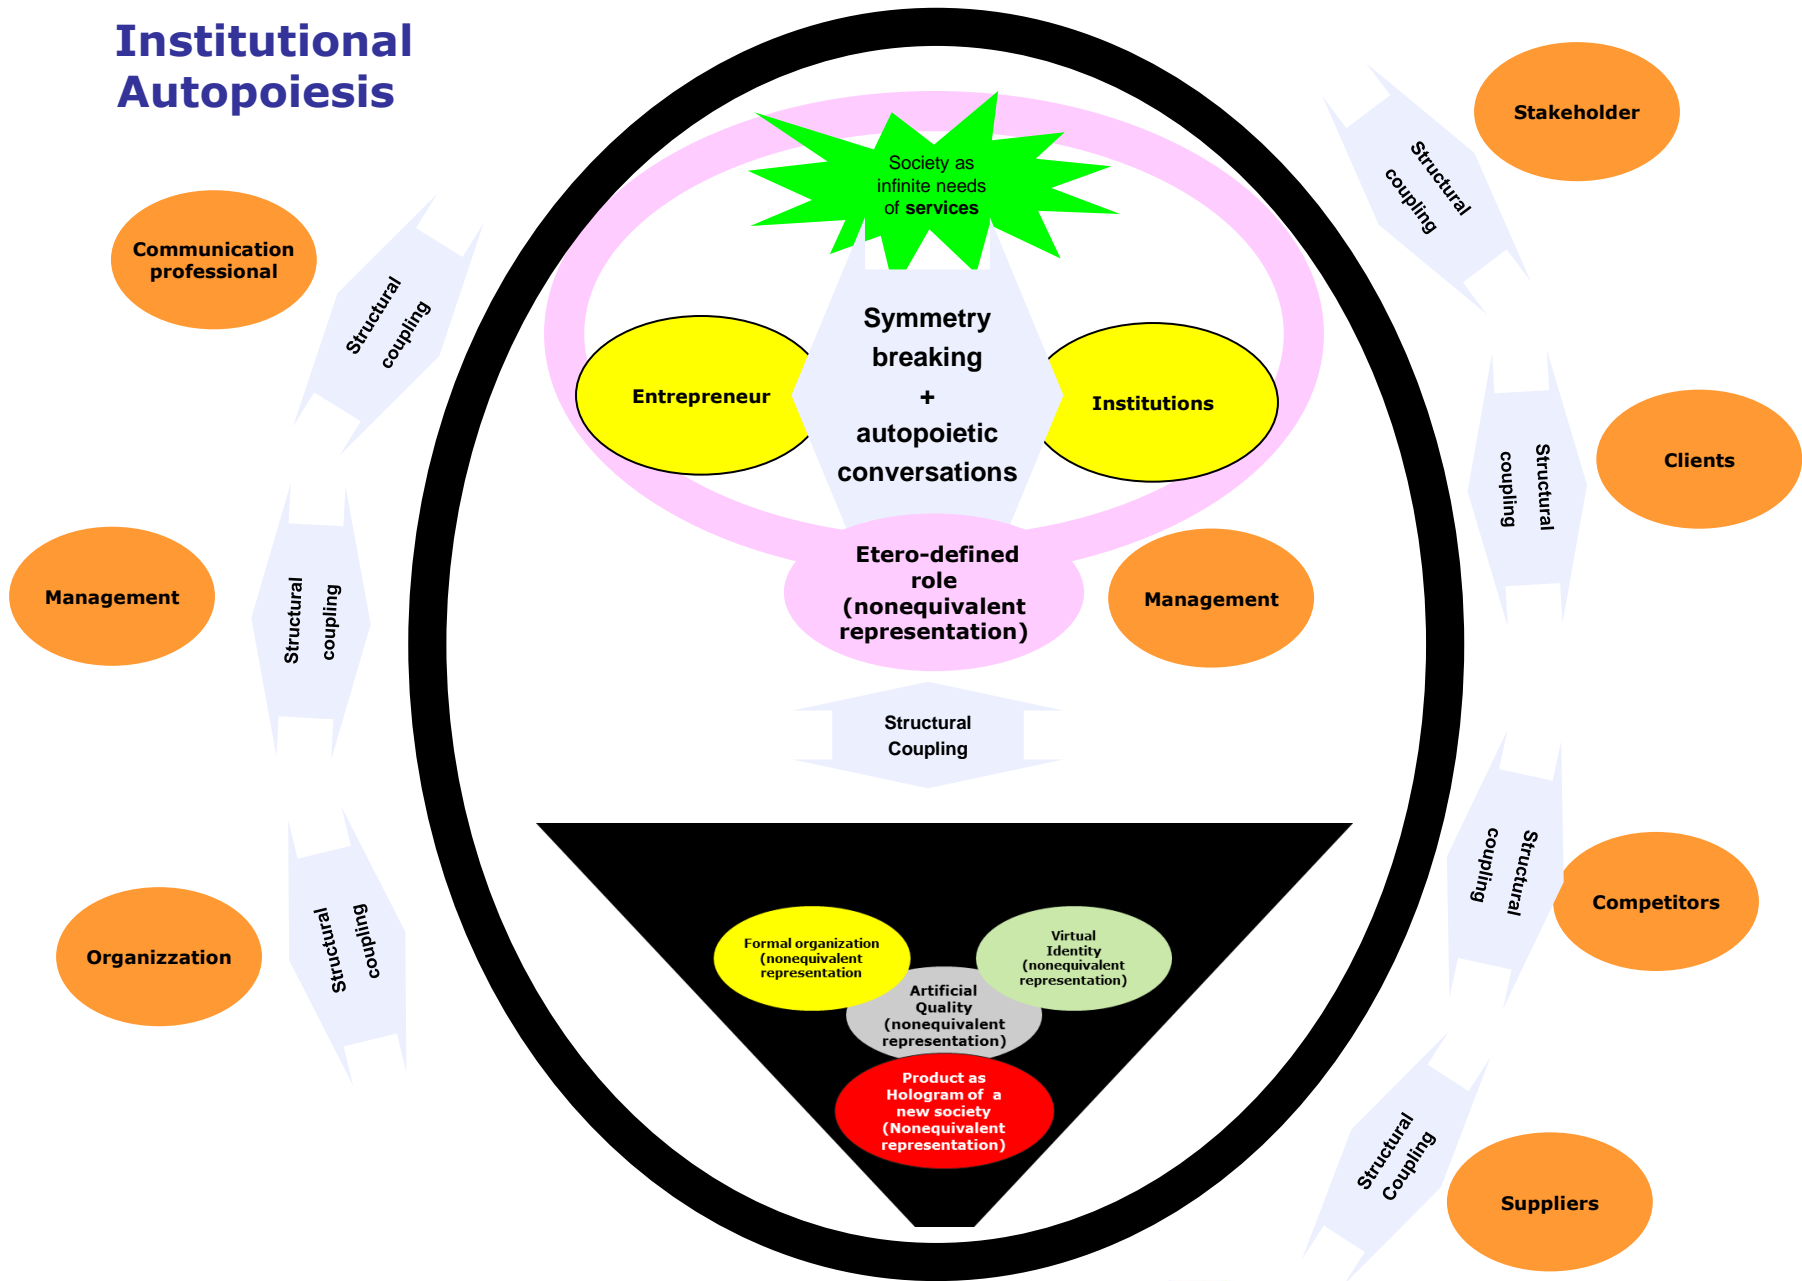 Institutional
Autopoiesis
Stakeholder
Structural
coupling
Society as
infinite needs
of services
Communication
professional
Structural
coupling
Symmetry
breaking
+
autopoietic
conversations
Entrepreneur
Institutions
Structural
coupling
Clients
Etero-defined
role
(nonequivalent
representation)
Management
Management
Structural
coupling
Structural
Coupling
Structural
coupling
Competitors
Organizzation
Structural
coupling
Formal organization
(nonequivalent
representation
Virtual
Identity
(nonequivalent
representation)
Artificial
Quality
(nonequivalent
representation)
Product as
Hologram of  a
new society
(Nonequivalent
representation)
Structural
Coupling
Suppliers